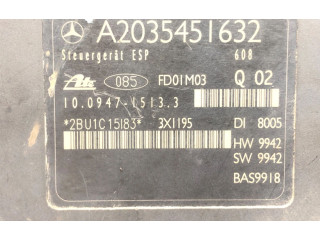 A2035451632
Steuergerät ESP 608
Ate 085 FD01M03 Q 02
10.0947-1513.3
*2BU1C15183* 3X1195 DI 8005
HW 9942
SW 9942
BAS9918